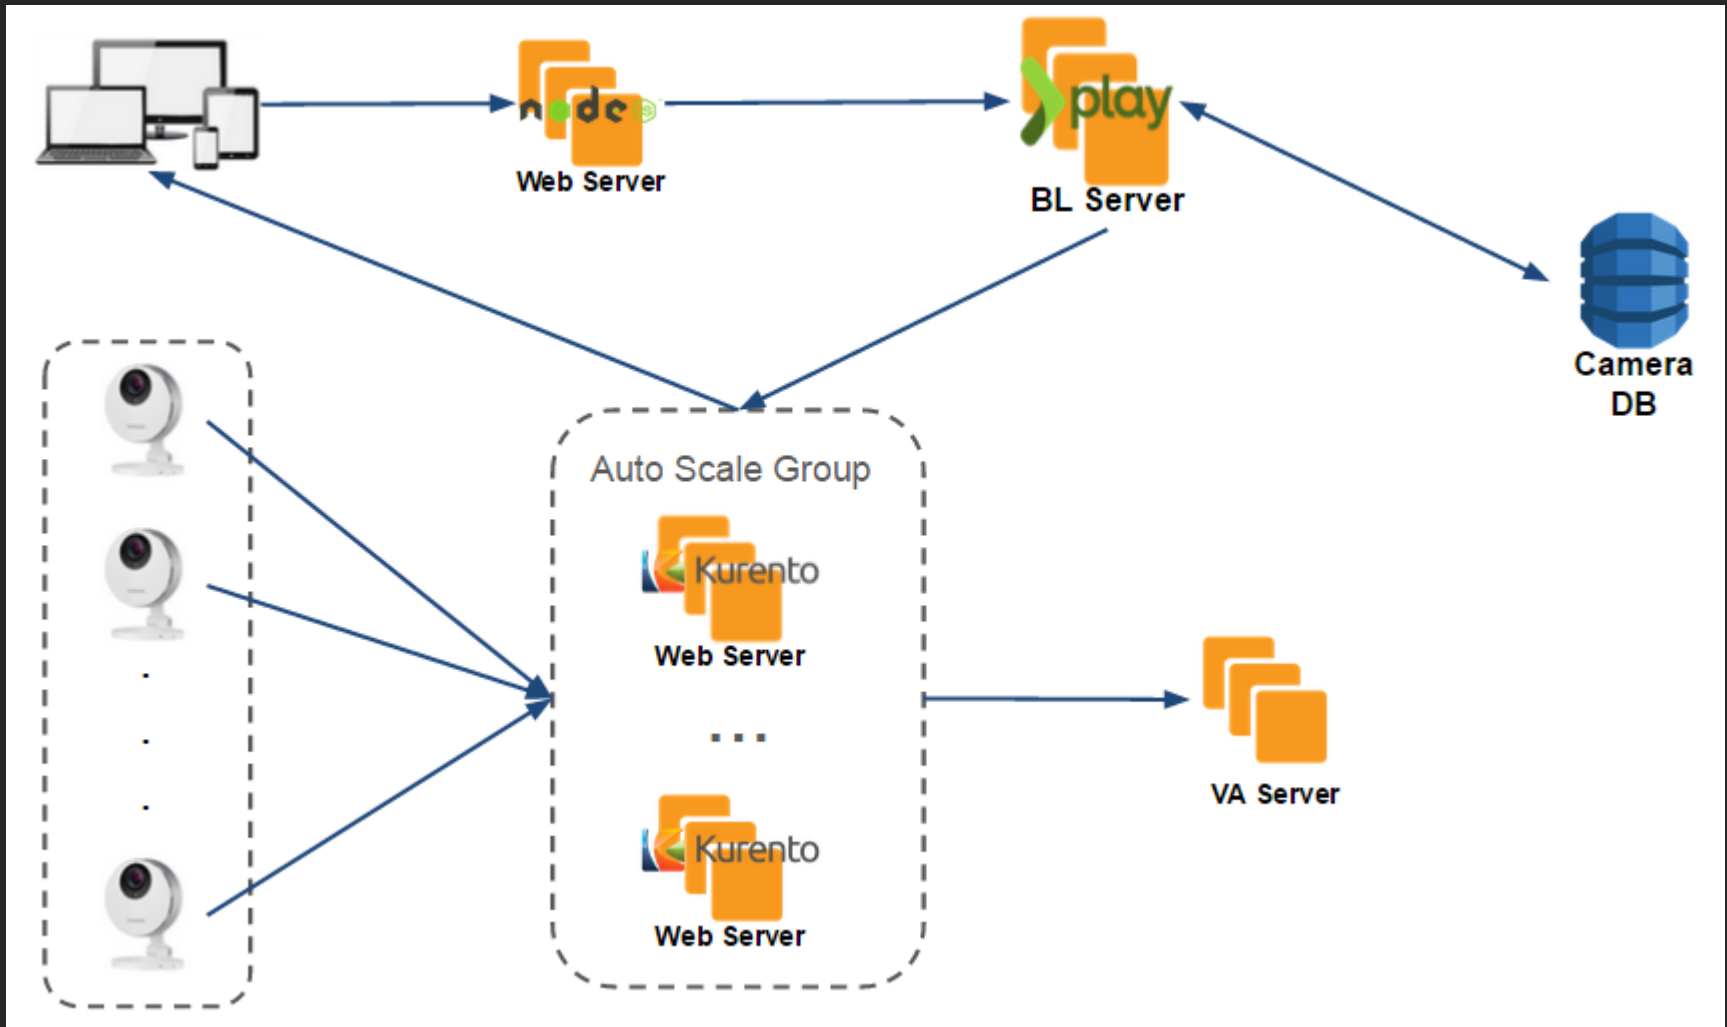 node
Web Server
play
BL Server
Camera
DB
Auto Scale Group
Kurento
Web Server
...
Kurento
Web Server
VA Server